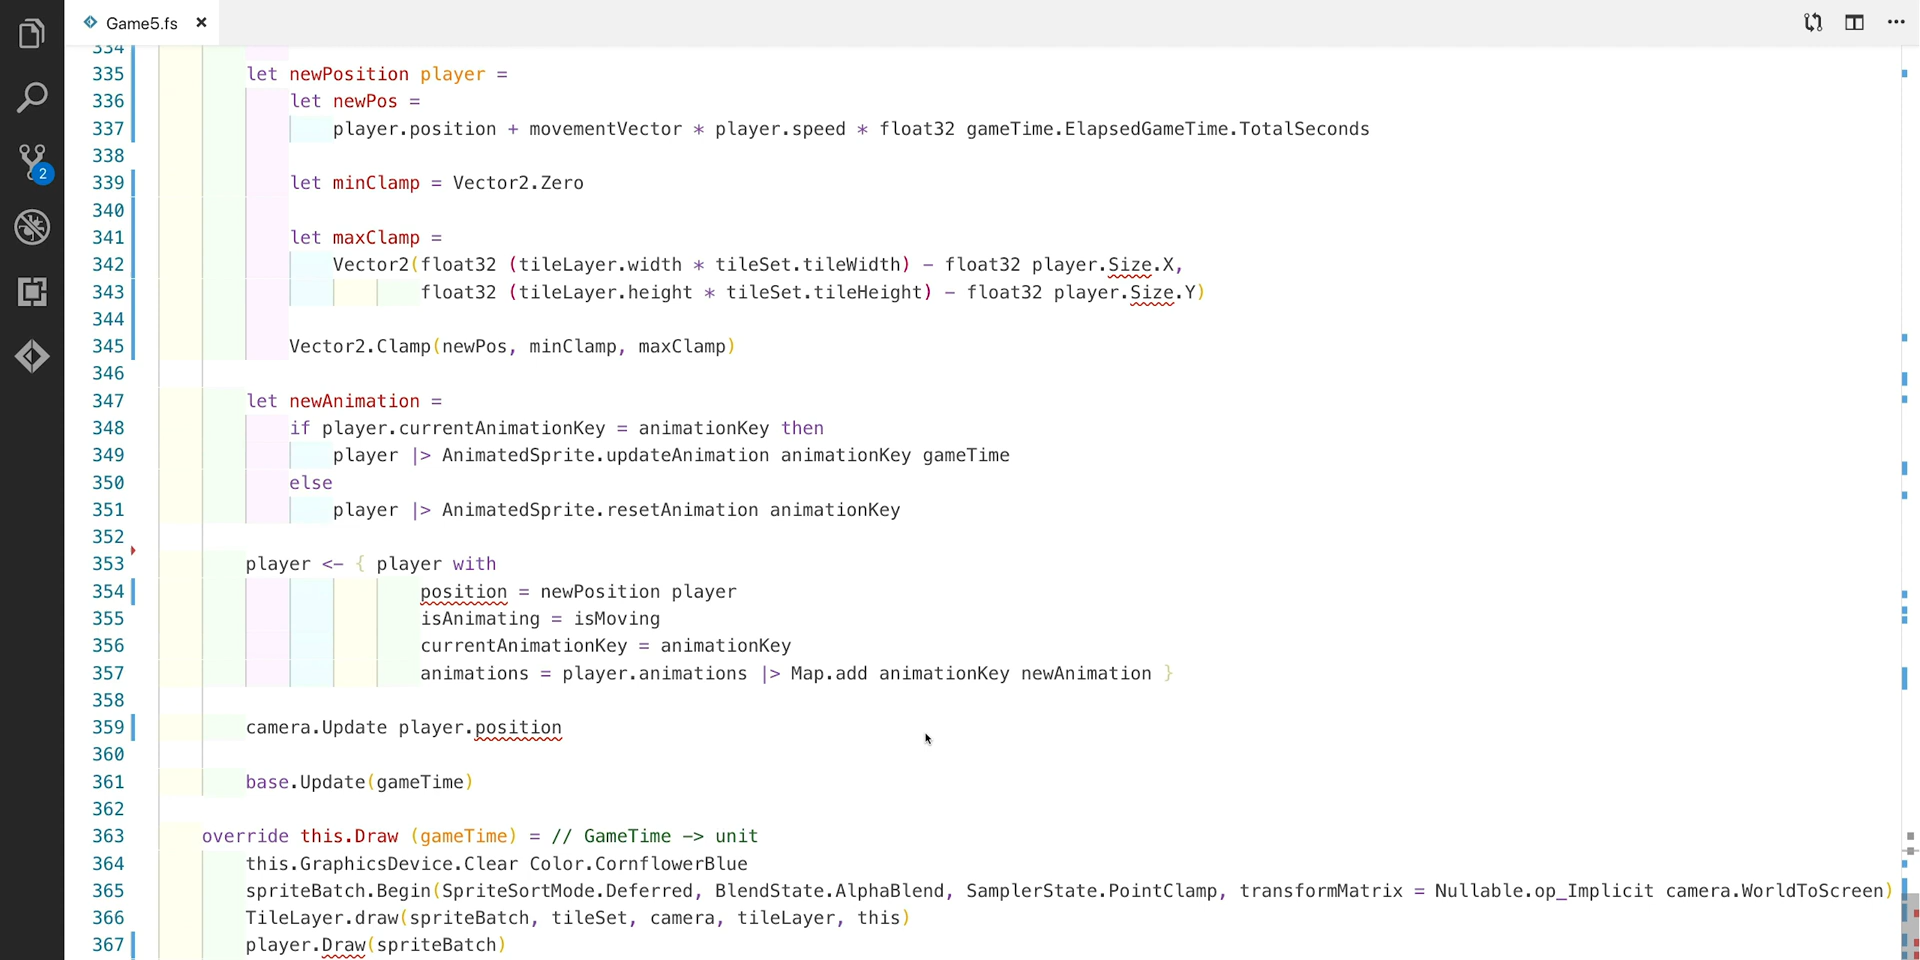 Game5.fs
334
335 let newPosition player =
336 let newPos =
337 player.position + movementVector * player.speed * float32 gameTime.ElapsedGameTime.TotalSeconds
338
339 let minClamp = Vector2.Zero
340
341 let maxClamp =
342 Vector2(float32 (tileLayer.width * tileSet.tileWidth) - float32 player.Size.X,
343 float32 (tileLayer.height * tileSet.tileHeight) - float32 player.Size.Y)
344
345 Vector2.Clamp(newPos, minClamp, maxClamp)
346
347 let newAnimation =
348 if player.currentAnimationKey = animationKey then
349 player |> AnimatedSprite.updateAnimation animationKey gameTime
350 else
351 player |> AnimatedSprite.resetAnimation animationKey
352
353 player <- { player with
354 position = newPosition player
355 isAnimating = isMoving
356 currentAnimationKey = animationKey
357 animations = player.animations |> Map.add animationKey newAnimation }
358
359 camera.Update player.position
360
361 base.Update(gameTime)
362
363 override this.Draw (gameTime) = // GameTime -> unit
364 this.GraphicsDevice.Clear Color.CornflowerBlue
365 spriteBatch.Begin(SpriteSortMode.Deferred, BlendState.AlphaBlend, SamplerState.PointClamp, transformMatrix = Nullable.op_Implicit camera.WorldToScreen)
366 TileLayer.draw(spriteBatch, tileSet, camera, tileLayer, this)
367 player.Draw(spriteBatch)
2